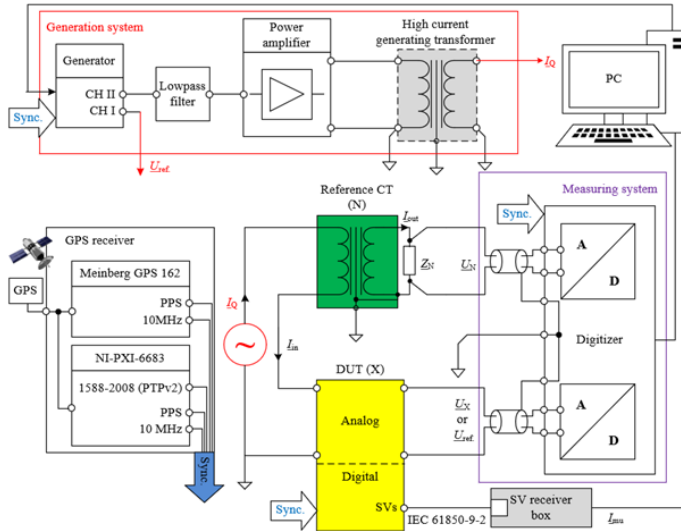 Generation system
Generator
CH II
CH I
Sync.
Lowpass
filter
Power
amplifier
High current
generating transformer
I_Q
U_ref.
PC
Reference CT
(N)
I_out
Z_N
U_N
Measuring system
Sync.
A
D
Digitizer
A
D
GPS receiver
GPS
Meinberg GPS 162
PPS
10MHz
NI-PXI-6683
1588-2008 (PTPv2)
PPS
10 MHz
Sync.
I_Q
~
I_in
DUT (X)
Analog
Digital
SVs
Sync.
U_X
or
U_ref.
IEC 61850-9-2
SV receiver
box
I_mu